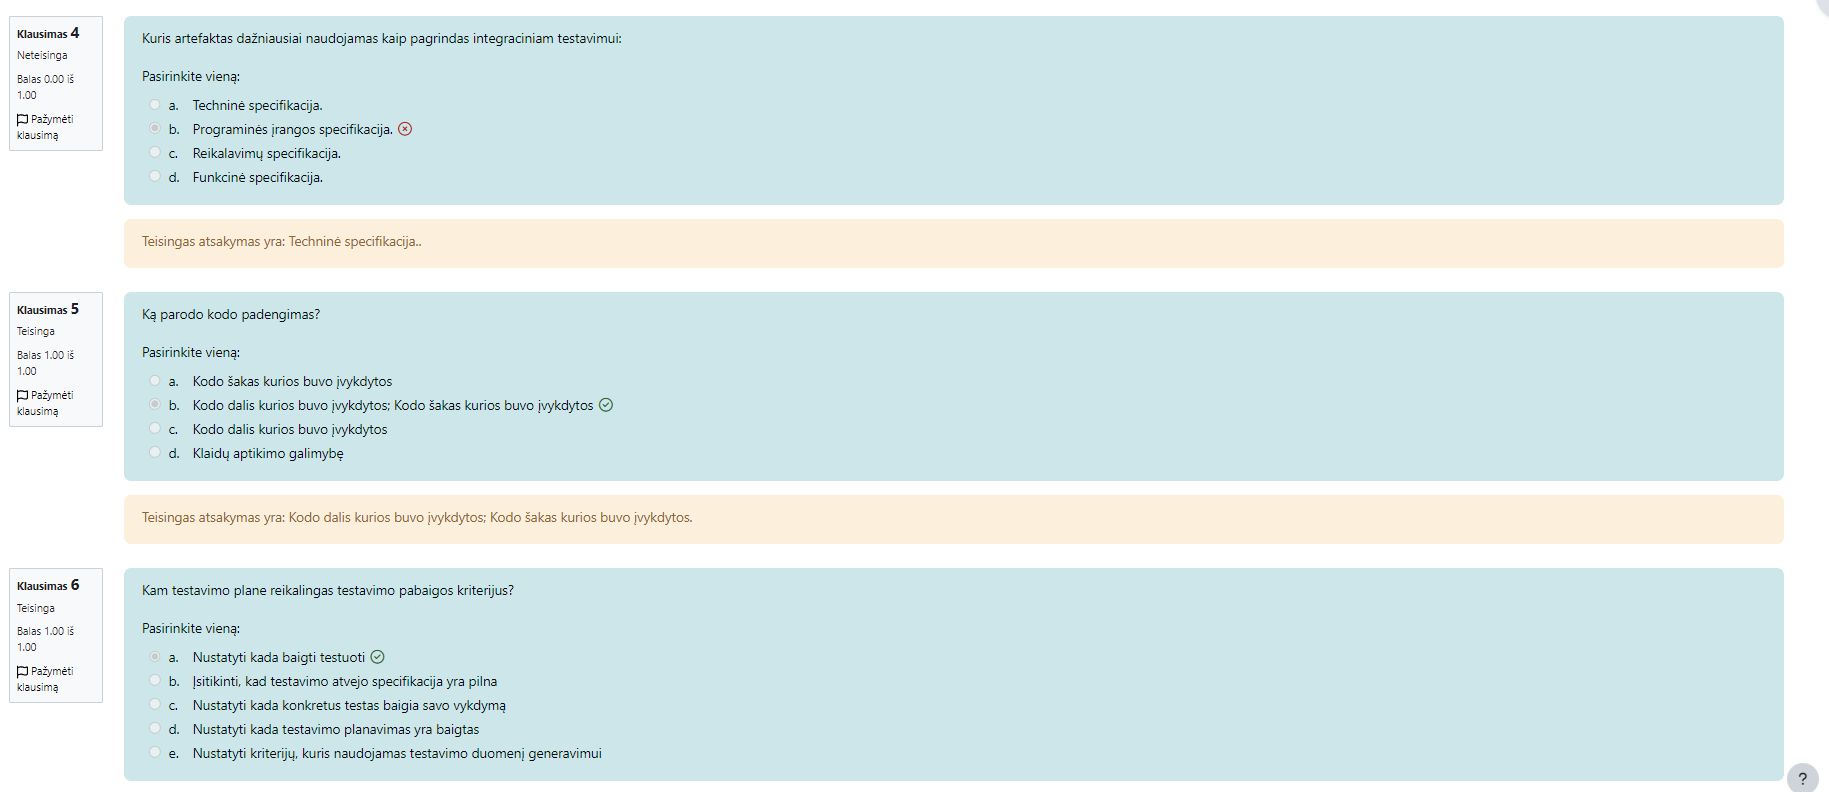 Klausimas 4
Neteisinga
Balas 0.00 iš
1.00
Pažymėti
klausimą
Kuris artefaktas dažniausiai naudojamas kaip pagrindas integraciniam testavimui:
Pasirinkite vieną:
a. Techninė specifikacija.
b. Programinės įrangos specifikacija.
c. Reikalavimų specifikacija.
d. Funkcinė specifikacija.
Teisingas atsakymas yra: Techninė specifikacija..
Klausimas 5
Teisinga
Balas 1.00 iš
1.00
Pažymėti
klausimą
Ką parodo kodo padengimas?
Pasirinkite vieną:
a. Kodo šakas kurios buvo įvykdytos
b. Kodo dalis kurios buvo įvykdytos; Kodo šakas kurios buvo įvykdytos
c. Kodo dalis kurios buvo įvykdytos
d. Klaidų aptikimo galimybę
Teisingas atsakymas yra: Kodo dalis kurios buvo įvykdytos; Kodo šakas kurios buvo įvykdytos.
Klausimas 6
Teisinga
Balas 1.00 iš
1.00
Pažymėti
klausimą
Kam testavimo plane reikalingas testavimo pabaigos kriterijus?
Pasirinkite vieną:
a. Nustatyti kada baigti testuoti
b. Įsitikinti, kad testavimo atvejo specifikacija yra pilna
c. Nustatyti kada konkretus testas baigia savo vykdymą
d. Nustatyti kada testavimo planavimas yra baigtas
e. Nustatyti kriterijų, kuris naudojamas testavimo duomenį generavimui
?